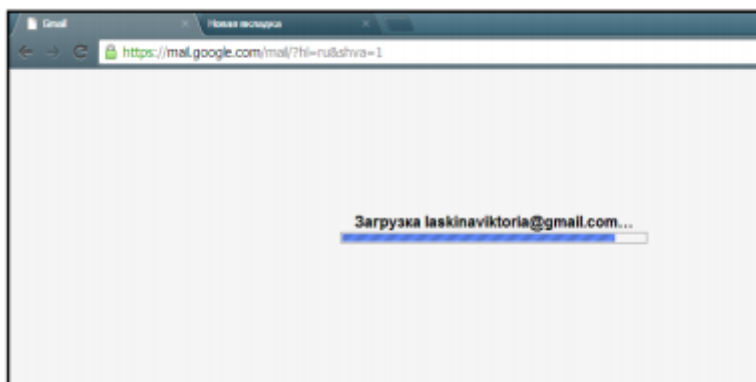 Gmail
Новая вкладка
https://mail.google.com/mail/?hl=ru&shva=1
Загрузка laskinaviktoria@gmail.com...